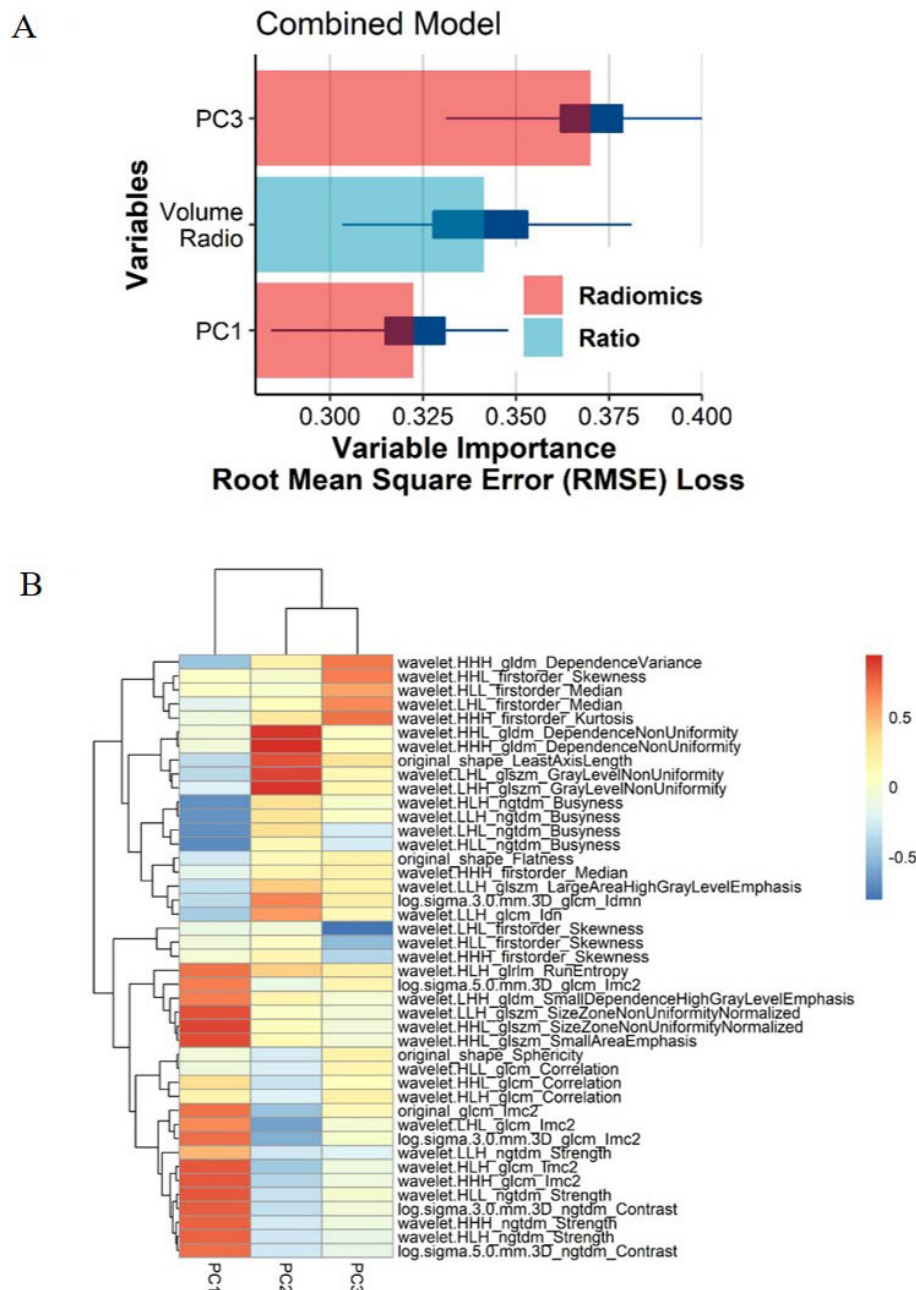 A
Combined Model
Variables
PC3
Volume
Radio
PC1
Radiomics
Ratio
0.300 0.325 0.350 0.375 0.400
Variable Importance
Root Mean Square Error (RMSE) Loss
B
wavelet.HHH_gldm_DependenceVariance
wavelet.HHL_firstorder_Skewness
wavelet.HLL_firstorder_Median
wavelet.LHL_firstorder_Median
wavelet.HHH_firstorder_Kurtosis
wavelet.HHL_gldm_DependenceNonUniformity
wavelet.HHH_gldm_DependenceNonUniformity
original_shape_LeastAxisLength
wavelet.LHL_glszm_GrayLevelNonUniformity
wavelet.LHH_glszm_GrayLevelNonUniformity
wavelet.HLH_ngtdm_Busyness
wavelet.LLH_ngtdm_Busyness
wavelet.LHL_ngtdm_Busyness
wavelet.HLL_ngtdm_Busyness
original_shape_Flatness
wavelet.HHH_firstorder_Median
wavelet.LLH_glszm_LargeAreaHighGrayLevelEmphasis
log.sigma.3.0.mm.3D_glcm_Idmn
wavelet.LLH_glcm_Idn
wavelet.LHL_firstorder_Skewness
wavelet.HLL_firstorder_Skewness
wavelet.HHH_firstorder_Skewness
wavelet.HLH_glrlm_RunEntropy
log.sigma.5.0.mm.3D_glcm_Imc2
wavelet.LHH_gldm_SmallDependenceHighGrayLevelEmphasis
wavelet.LLH_glszm_SizeZoneNonUniformityNormalized
wavelet.HHL_glszm_SizeZoneNonUniformityNormalized
wavelet.HHL_glszm_SmallAreaEmphasis
original_shape_Sphericity
wavelet.HLL_glcm_Correlation
wavelet.HHL_glcm_Correlation
wavelet.HLH_glcm_Correlation
original_glcm_Imc2
wavelet.LHL_glcm_Imc2
log.sigma.3.0.mm.3D_glcm_Imc2
wavelet.LLH_ngtdm_Strength
wavelet.HLH_glcm_Imc2
wavelet.HHH_glcm_Imc2
wavelet.HLL_ngtdm_Strength
log.sigma.3.0.mm.3D_ngtdm_Contrast
wavelet.HHH_ngtdm_Strength
wavelet.HLH_ngtdm_Strength
log.sigma.5.0.mm.3D_ngtdm_Contrast
PC1 PC2 PC3
0.5
0
-0.5